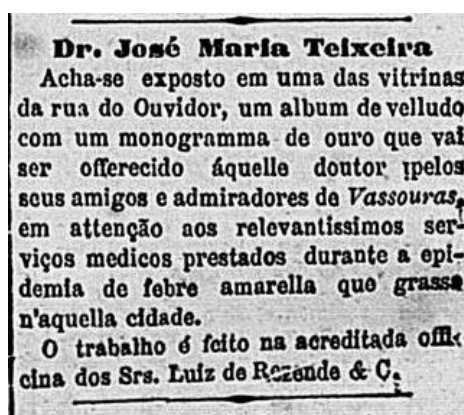 Dr. José Maria Teixeira
Acha-se exposto em uma das vitrinas
da rua do Ouvidor, um album de velludo
com um monogramma de ouro que vai
ser offerecido áquelle doutor pelos
seus amigos e admiradores de Vassouras,
em attenção aos relevantissimos ser-
viços medicos prestados durante a epi-
demia de febre amarella que grassa
n'aquella cidade.
O trabalho é feito na acreditada offi-
cina dos Srs. Luiz de Rezende & C.